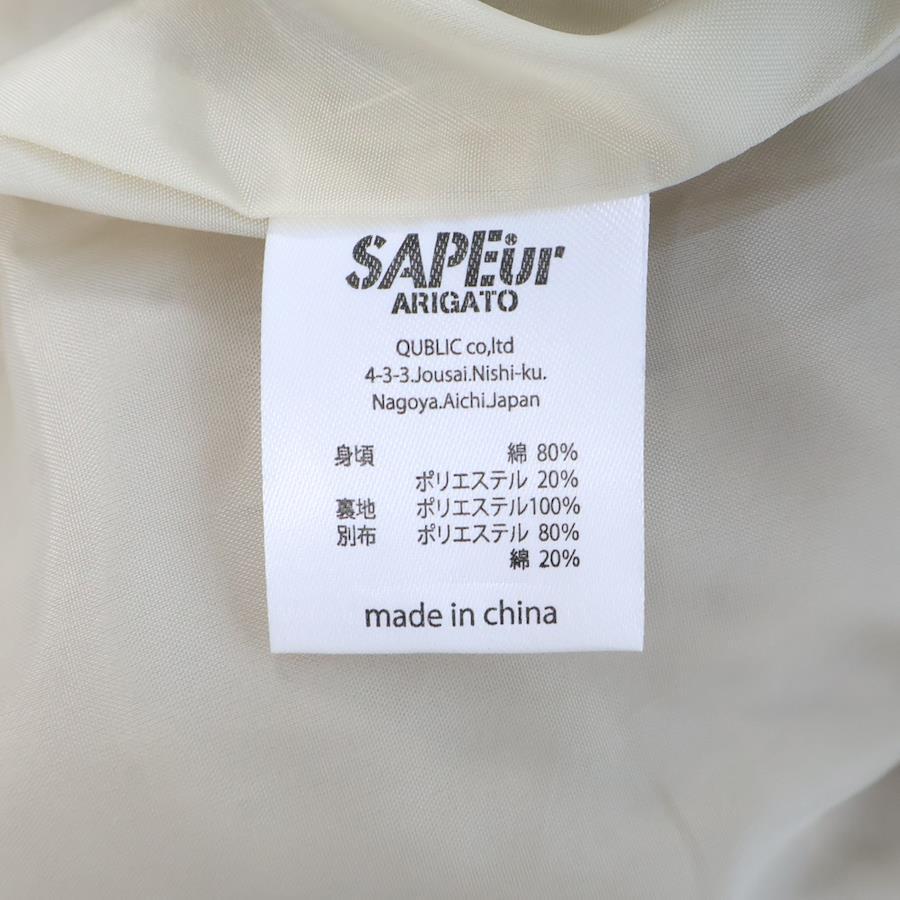 SAPEur
ARIGATO
QUBLIC co,ltd
4-3-3.Jousai.Nishi-ku.
Nagoya.Aichi.Japan
身頃 綿 80%
ポリエステル 20%
裏地 ポリエステル100%
別布 ポリエステル 80%
綿 20%
made in china